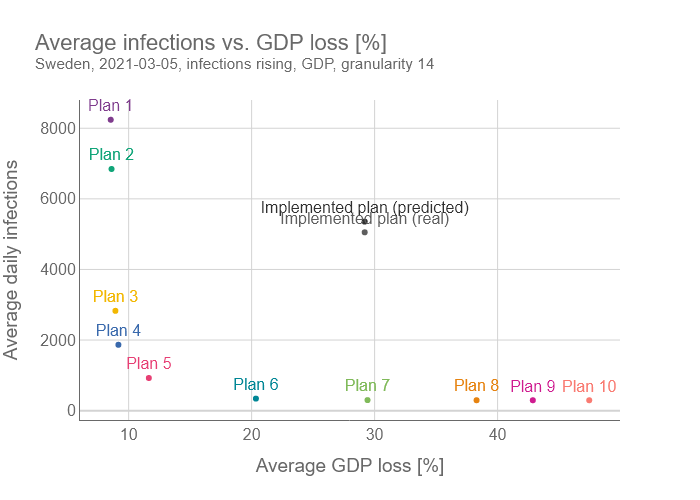 Average infections vs. GDP loss [%]
Sweden, 2021-03-05, infections rising, GDP, granularity 14
Average daily infections
8000
6000
4000
2000
0
Plan 1
Plan 2
Implemented plan (predicted)
Implemented plan (real)
Plan 3
Plan 4
Plan 5
Plan 6
Plan 7
Plan 8
Plan 9
Plan 10
10
20
30
40
Average GDP loss [%]